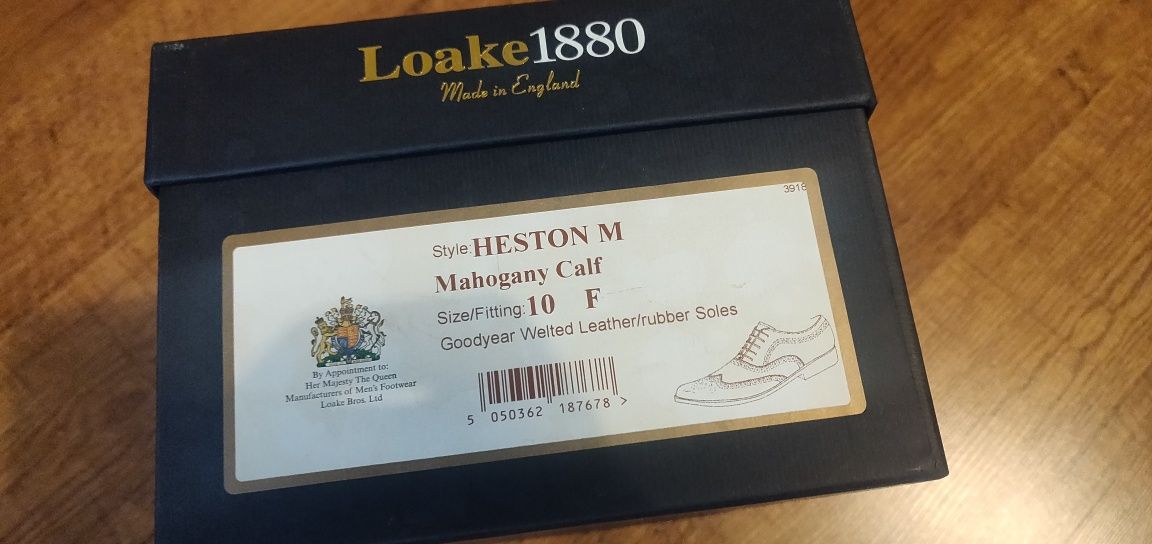 Loake1880
Made in England
3918
Style:HESTON M
Mahogany Calf
Size/Fitting:10 F
Goodyear Welted Leather/rubber Soles
By Appointment to:
Her Majesty The Queen
Manufacturers of Men's Footwear
Loake Bros. Ltd
5 050362 187678 >